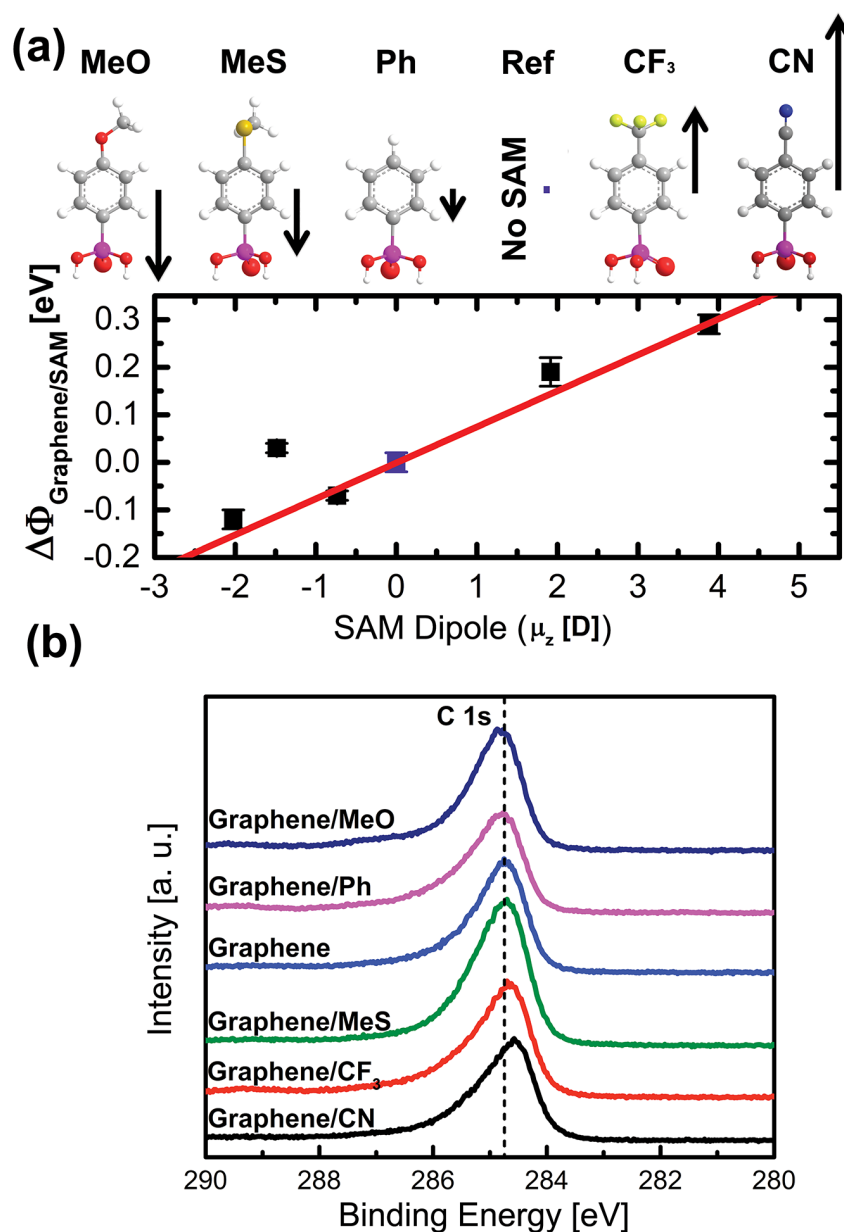 (a)
MeO MeS Ph Ref CF₃ CN
No SAM
ΔΦGraphene/SAM [eV]
0.3
0.2
0.0
-0.1
-0.2
-3 -2 -1 0 1 2 3 4 5
SAM Dipole (μz [D])
(b)
C 1s
Graphene/MeO
Graphene/Ph
Graphene
Graphene/MeS
Graphene/CF₃
Graphene/CN
Intensity [a. u.]
290 288 286 284 282 280
Binding Energy [eV]